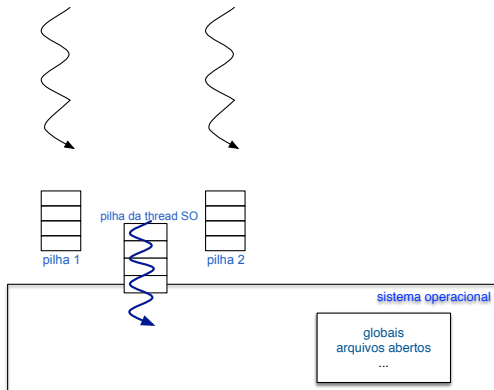 pilha da thread SO
pilha 1
pilha 2
sistema operacional
globais
arquivos abertos
...